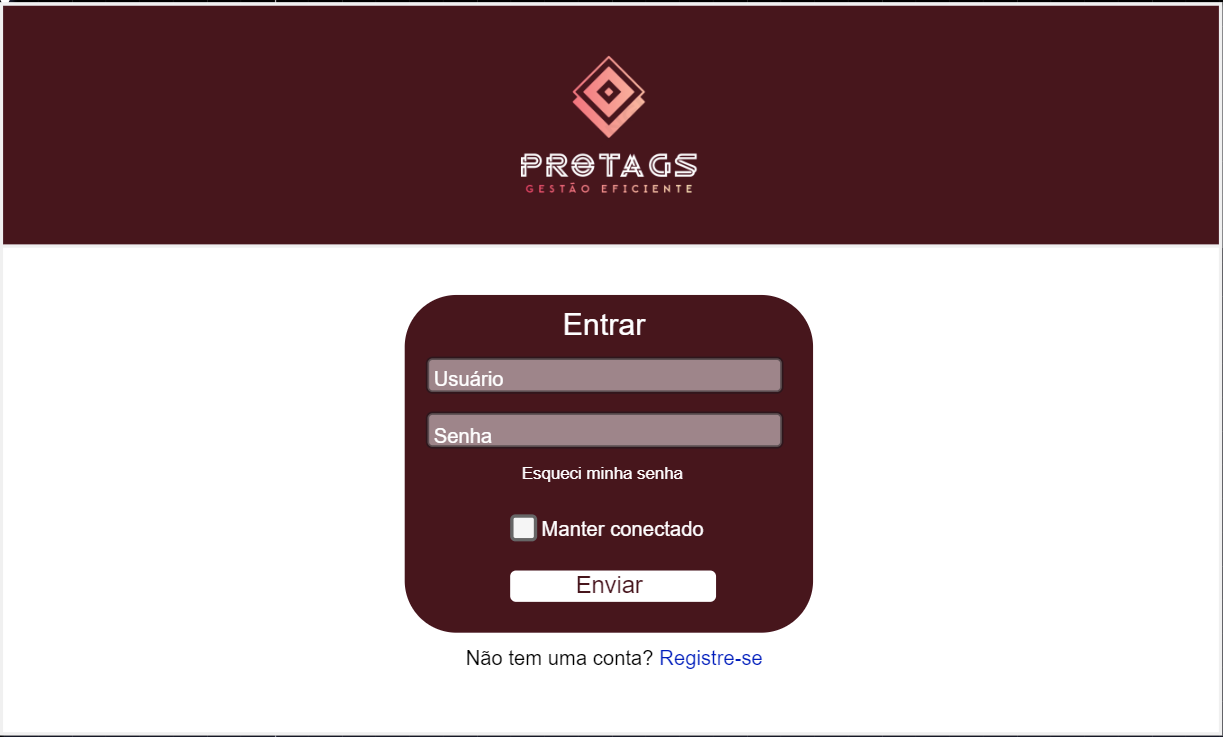 PROTAGS
GESTÃO EFICIENTE
Entrar
Usuário
Senha
Esqueci minha senha
Manter conectado
Enviar
Não tem uma conta? Registre-se